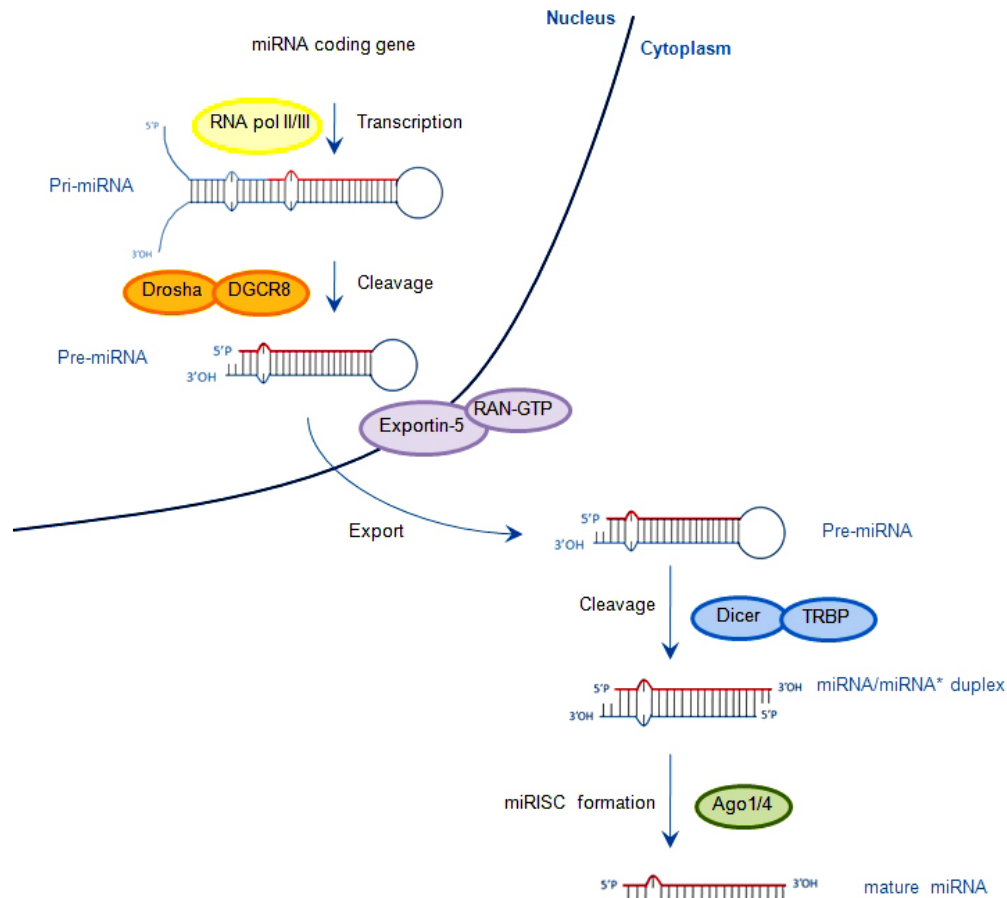 Nucleus
Cytoplasm
miRNA coding gene
RNA pol II/III
Transcription
5'P
Pri-miRNA
3'OH
Drosha
DGCR8
Cleavage
Pre-miRNA
5'P
3'OH
Exportin-5
RAN-GTP
Export
5'P
3'OH
Pre-miRNA
Cleavage
Dicer
TRBP
miRNA/miRNA* duplex
5'P
3'OH
3'OH
5'P
miRISC formation
Ago1/4
5'P
3'OH
mature miRNA